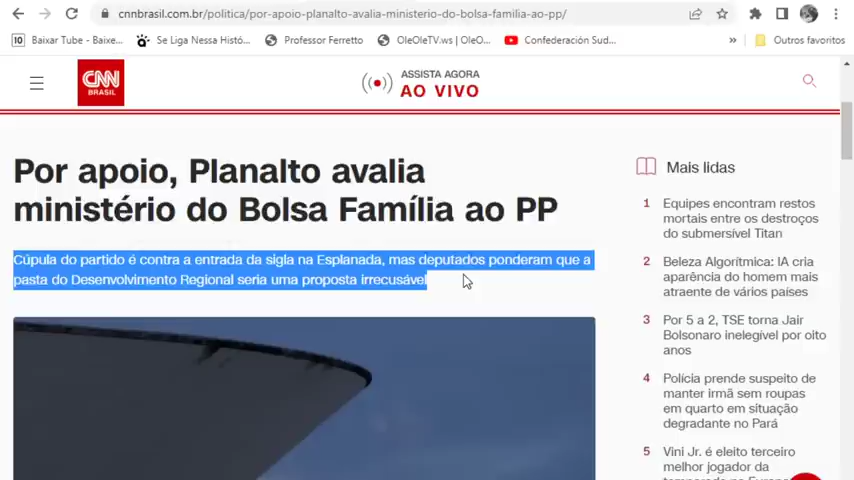 cnnbrasil.com.br/politica/por-apoio-planalto-avalia-ministerio-do-bolsa-familia-ao-pp/
Baixar Tube - Baixe... Se Liga Nessa Histó... Professor Ferretto OleOleTV.ws | OleO... Confederación Sud... » Outros favoritos
CNN
BRASIL
ASSISTA AGORA
AO VIVO
Por apoio, Planalto avalia
ministério do Bolsa Família ao PP
Cúpula do partido é contra a entrada da sigla na Esplanada, mas deputados ponderam que a
pasta do Desenvolvimento Regional seria uma proposta irrecusável
Mais lidas
1 Equipes encontram restos
mortais entre os destroços
do submersível Titan
2 Beleza Algorítmica: IA cria
aparência do homem mais
atraente de vários países
3 Por 5 a 2, TSE torna Jair
Bolsonaro inelegível por oito
anos
4 Polícia prende suspeito de
manter irmã sem roupas
em quarto em situação
degradante no Pará
5 Vini Jr. é eleito terceiro
melhor jogador da